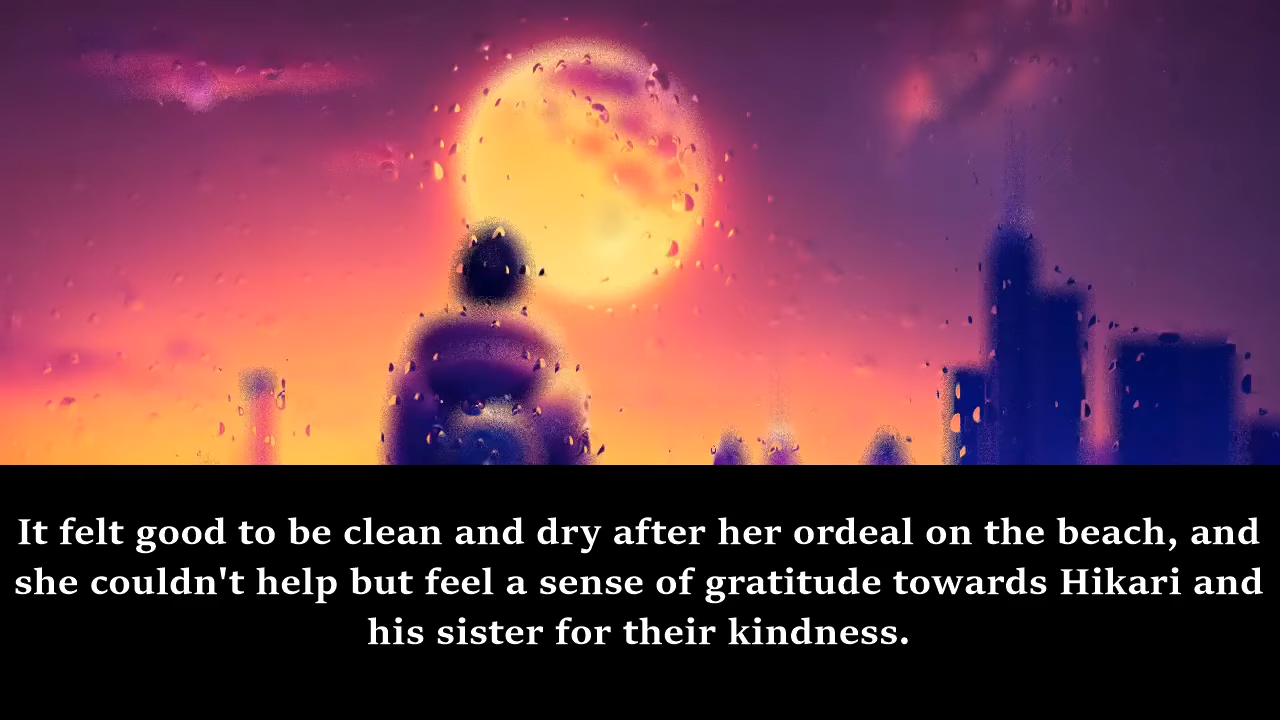 It felt good to be clean and dry after her ordeal on the beach, and
she couldn't help but feel a sense of gratitude towards Hikari and
his sister for their kindness.